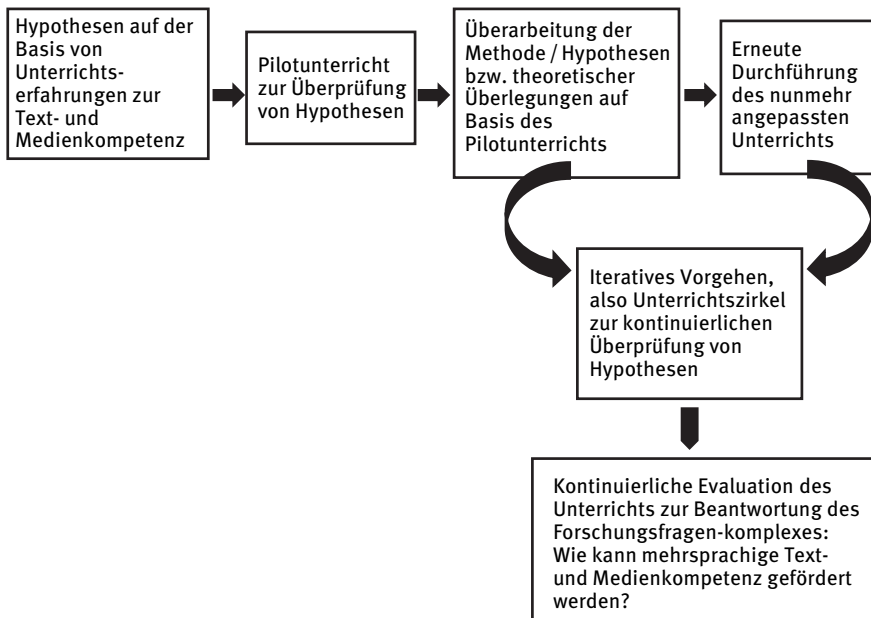 Hypothesen auf der
Basis von
Unterrichts-
erfahrungen zur
Text- und
Medienkompetenz
Pilotunterricht
zur Überprüfung
von Hypothesen
Überarbeitung der
Methode / Hypothesen
bzw. theoretischer
Überlegungen auf
Basis des
Pilotunterrichts
Erneute
Durchführung
des nunmehr
angepassten
Unterrichts
Iteratives Vorgehen,
also Unterrichtszirkel
zur kontinuierlichen
Überprüfung von
Hypothesen
Kontinuierliche Evaluation des
Unterrichts zur Beantwortung des
Forschungsfragen-komplexes:
Wie kann mehrsprachige Text-
und Medienkompetenz gefördert
werden?